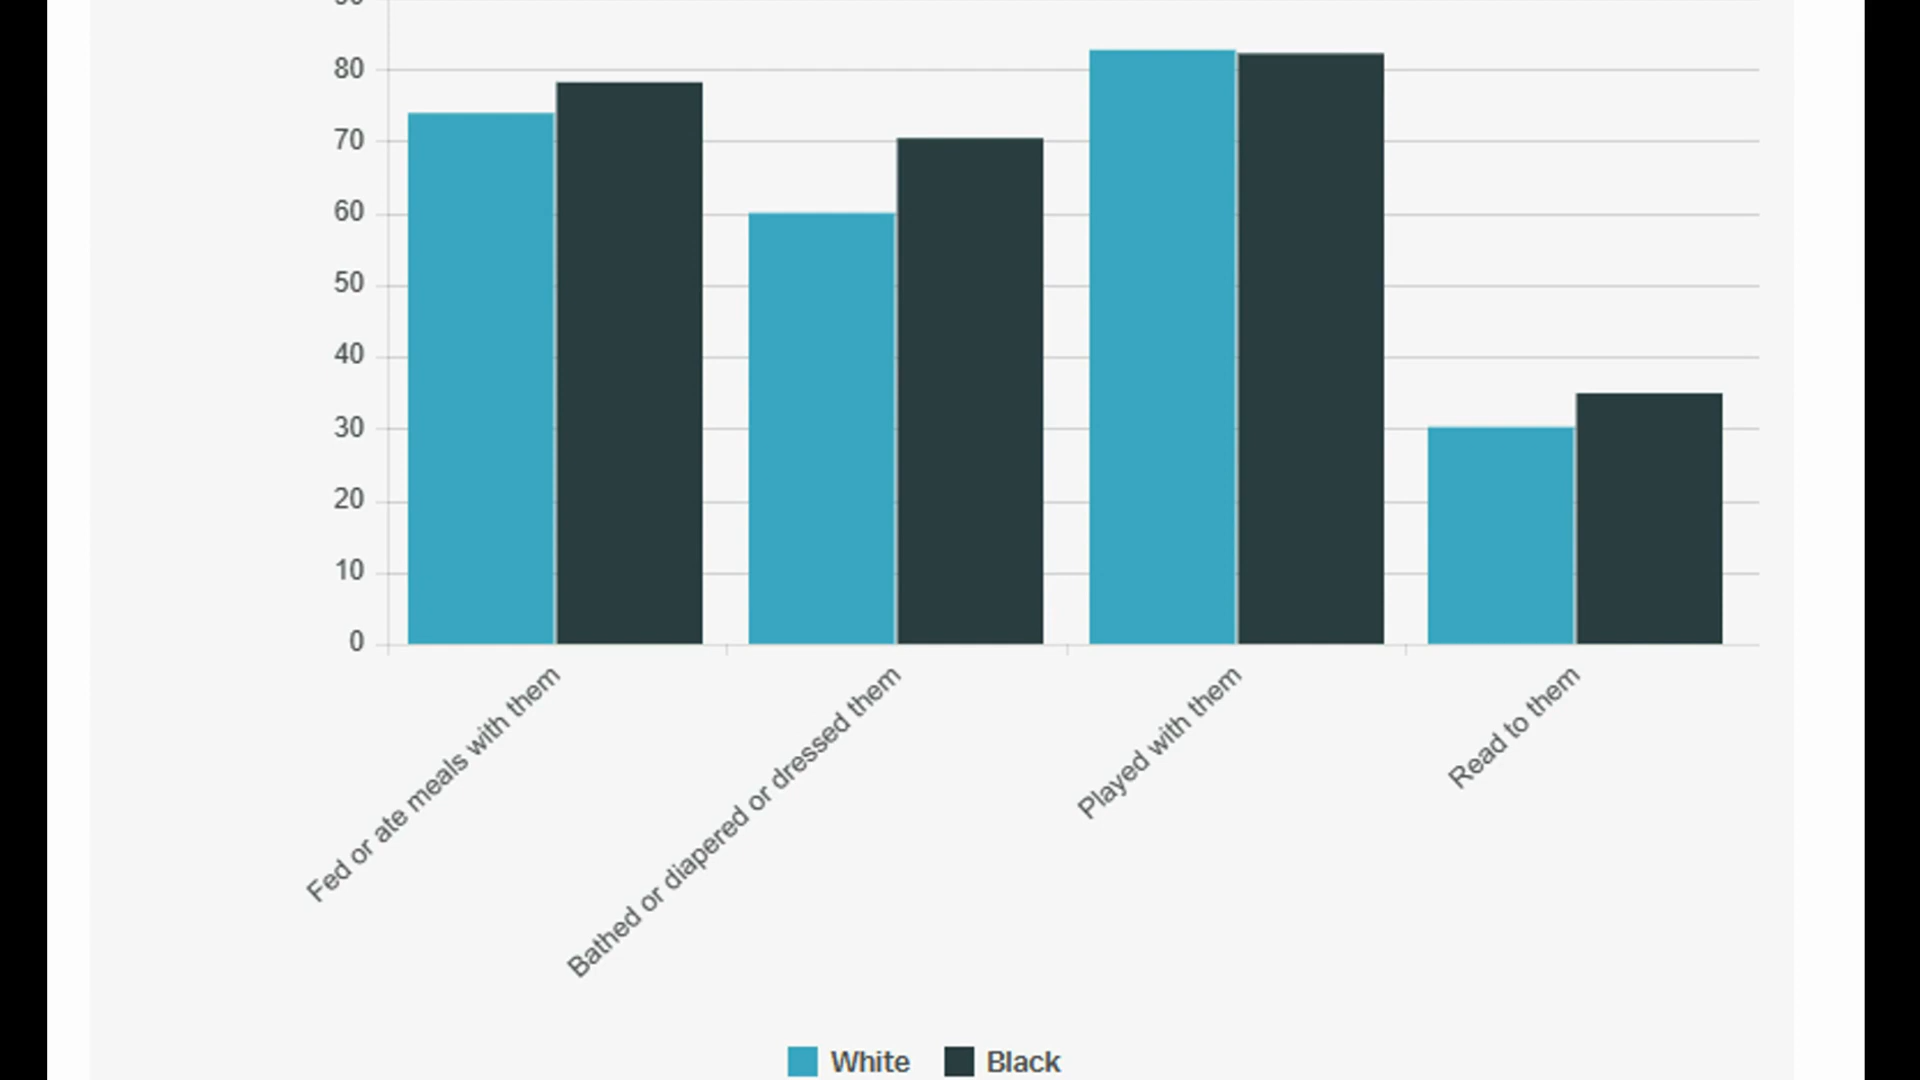 80
70
60
50
40
30
20
10
0
Fed or ate meals with them
Bathed or diapered or dressed them
Played with them
Read to them
White
Black